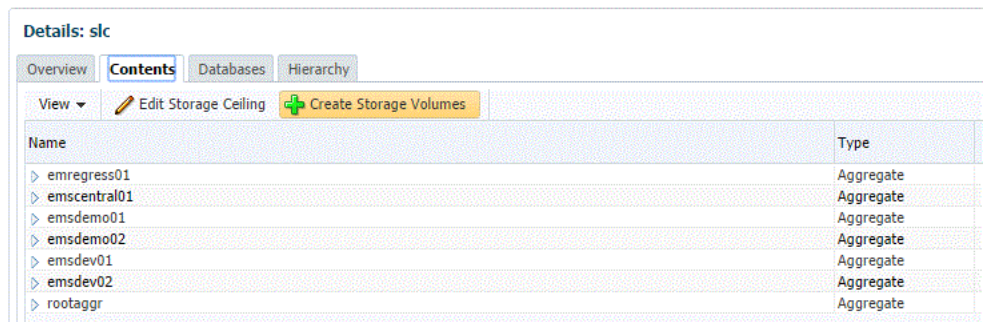 Details: slc
Overview Contents Databases Hierarchy
View Edit Storage Ceiling Create Storage Volumes
Name Type
emregress01 Aggregate
emscentral01 Aggregate
emsdemo01 Aggregate
emsdemo02 Aggregate
emsdev01 Aggregate
emsdev02 Aggregate
rootaggr Aggregate